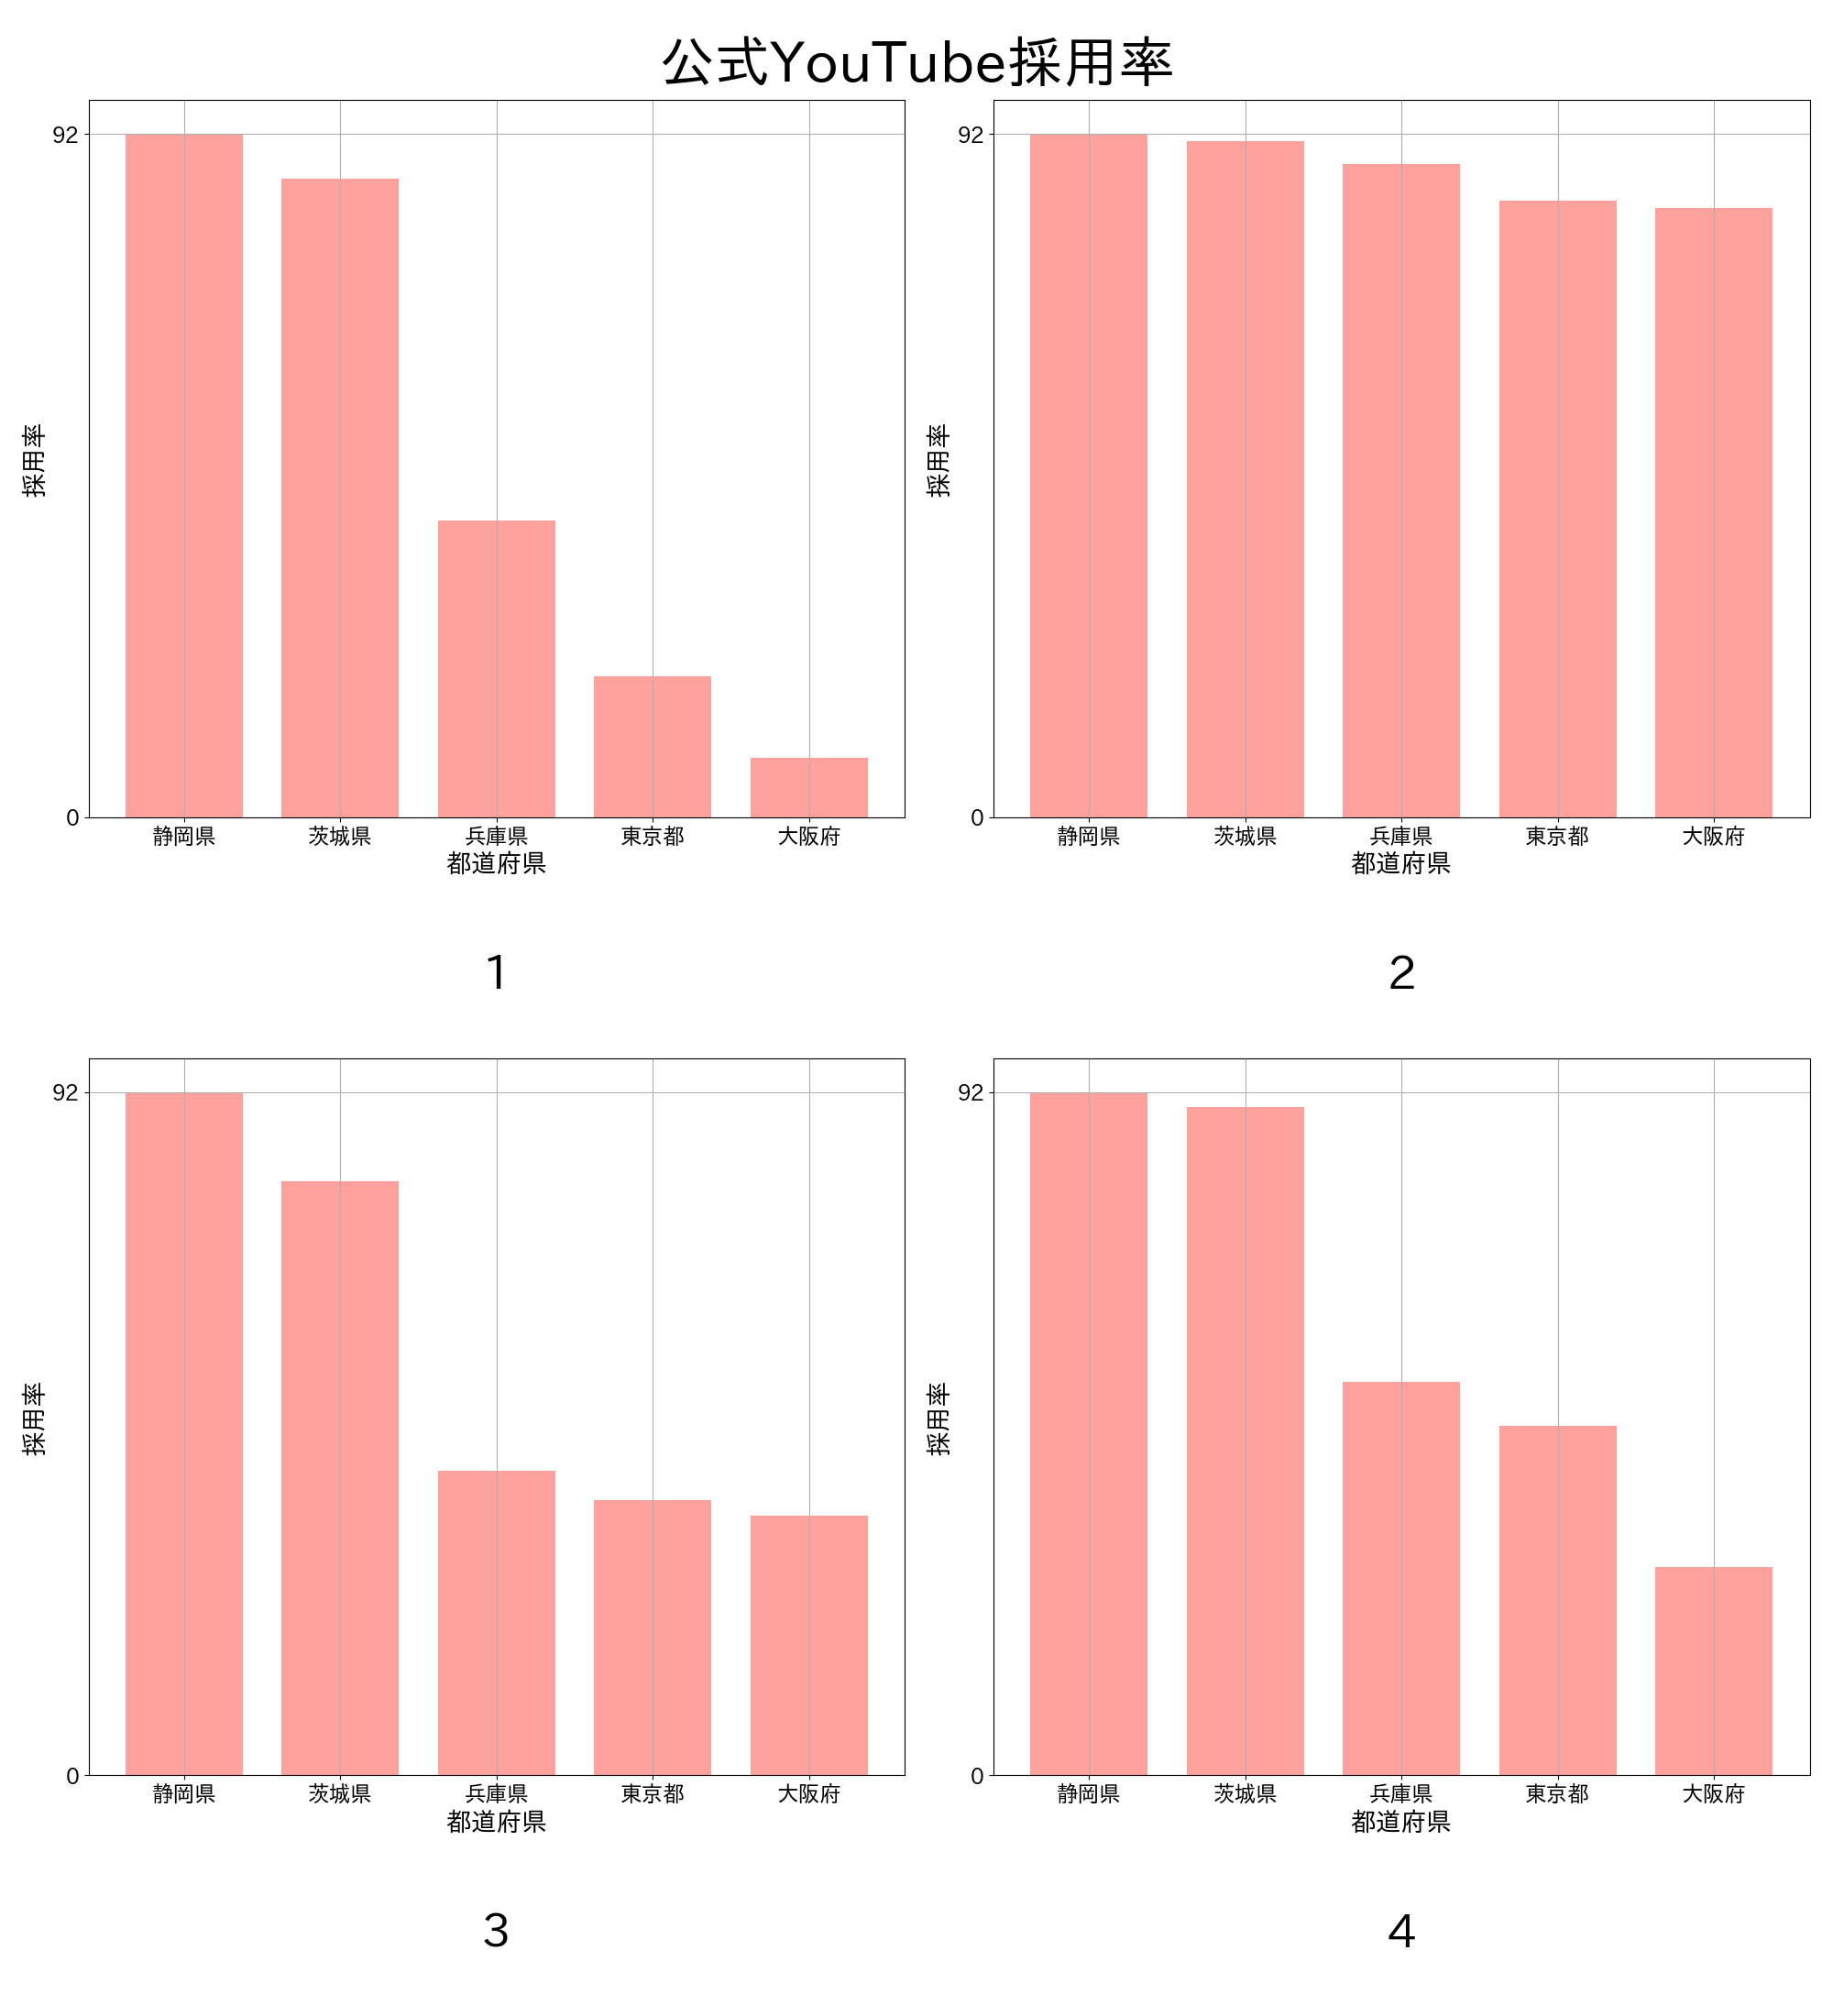 公式YouTube採用率
92
0
採用率
静岡県 茨城県 兵庫県 東京都 大阪府
都道府県
1
92
0
採用率
静岡県 茨城県 兵庫県 東京都 大阪府
都道府県
2
92
0
採用率
静岡県 茨城県 兵庫県 東京都 大阪府
都道府県
3
92
0
採用率
静岡県 茨城県 兵庫県 東京都 大阪府
都道府県
4